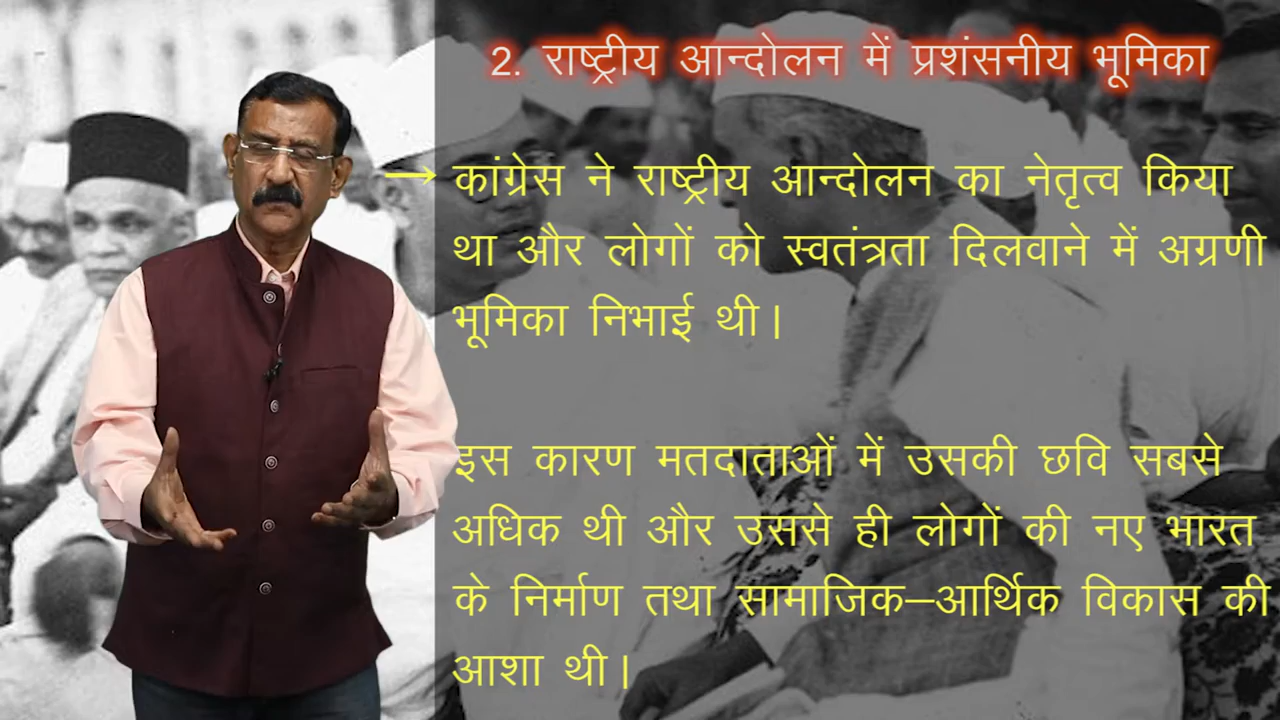 2. राष्ट्रीय आन्दोलन में प्रशंसनीय भूमिका
→ कांग्रेस ने राष्ट्रीय आन्दोलन का नेतृत्व किया
था और लोगों को स्वतंत्रता दिलवाने में अग्रणी
भूमिका निभाई थी।
इस कारण मतदाताओं में उसकी छवि सबसे
अधिक थी और उससे ही लोगों की नए भारत
के निर्माण तथा सामाजिक–आर्थिक विकास की
आशा थी।